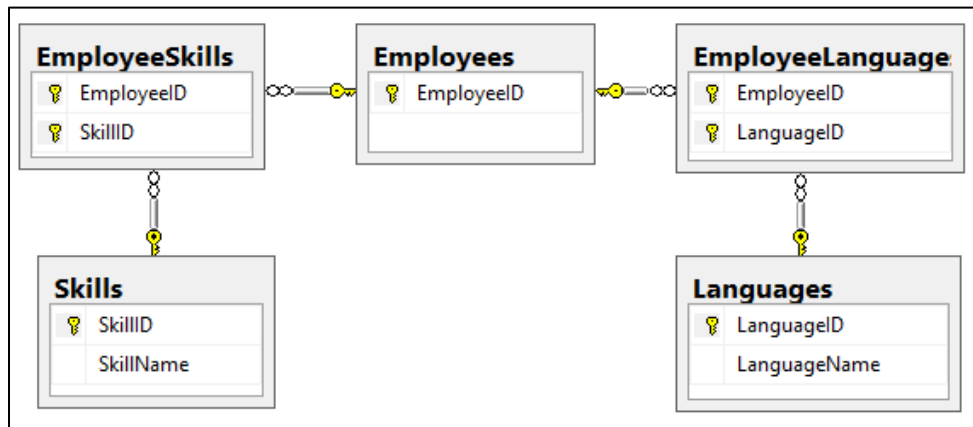 EmployeeSkills
EmployeeID
SkillID
Employees
EmployeeID
EmployeeLanguage
EmployeeID
LanguageID
Skills
SkillID
SkillName
Languages
LanguageID
LanguageName